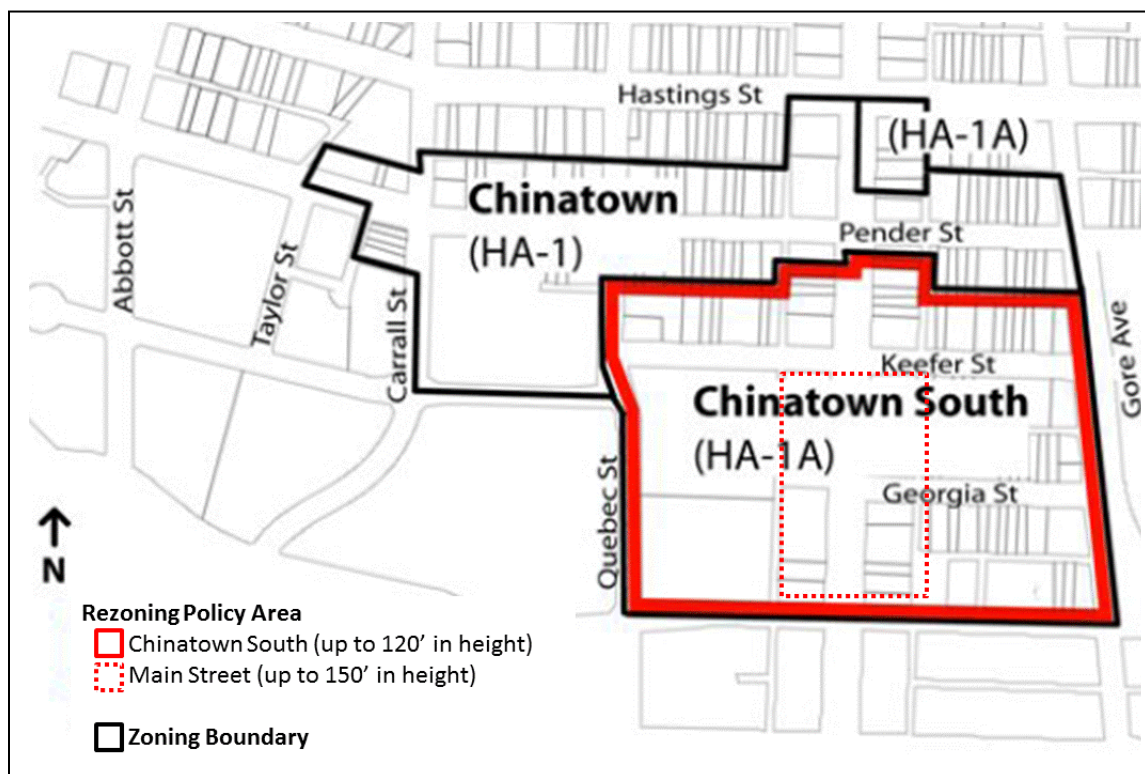 Hastings St
(HA-1A)
Chinatown
(HA-1)
Pender St
Abbott St
Taylor St
Carrall St
Gore Ave
Keefer St
Chinatown South
(HA-1A)
Georgia St
Quebec St
N
Rezoning Policy Area
Chinatown South (up to 120’ in height)
Main Street (up to 150’ in height)
Zoning Boundary